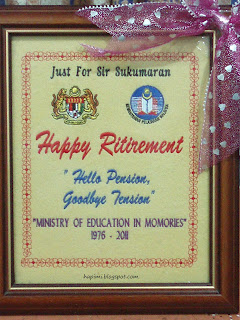 Just For Sir Sukumaran
Happy Ritirement
"Hello Pension,
Goodbye Tension"
"MINISTRY OF EDUCATION IN MOMORIES"
1976 - 2011
hapimi.blogspot.com